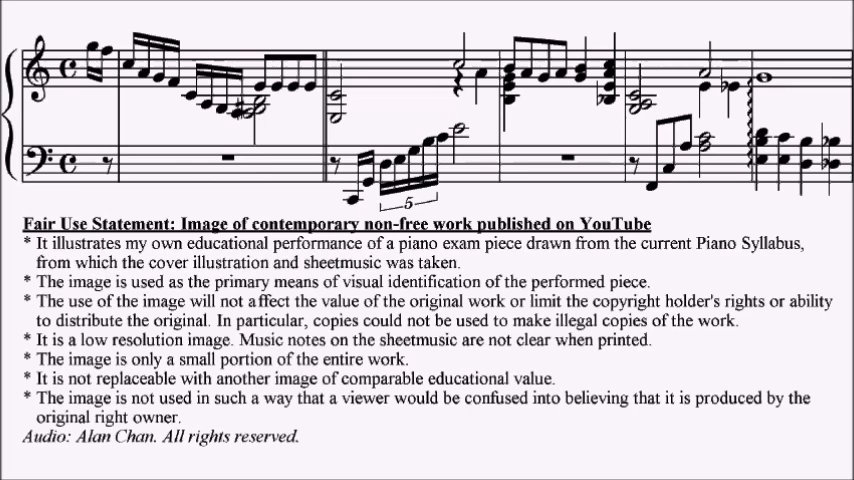 5
Fair Use Statement: Image of contemporary non-free work published on YouTube
* It illustrates my own educational performance of a piano exam piece drawn from the current Piano Syllabus,
from which the cover illustration and sheetmusic was taken.
* The image is used as the primary means of visual identification of the performed piece.
* The use of the image will not affect the value of the original work or limit the copyright holder's rights or ability
to distribute the original. In particular, copies could not be used to make illegal copies of the work.
* It is a low resolution image. Music notes on the sheetmusic are not clear when printed.
* The image is only a small portion of the entire work.
* It is not replaceable with another image of comparable educational value.
* The image is not used in such a way that a viewer would be confused into believing that it is produced by the
original right owner.
Audio: Alan Chan. All rights reserved.